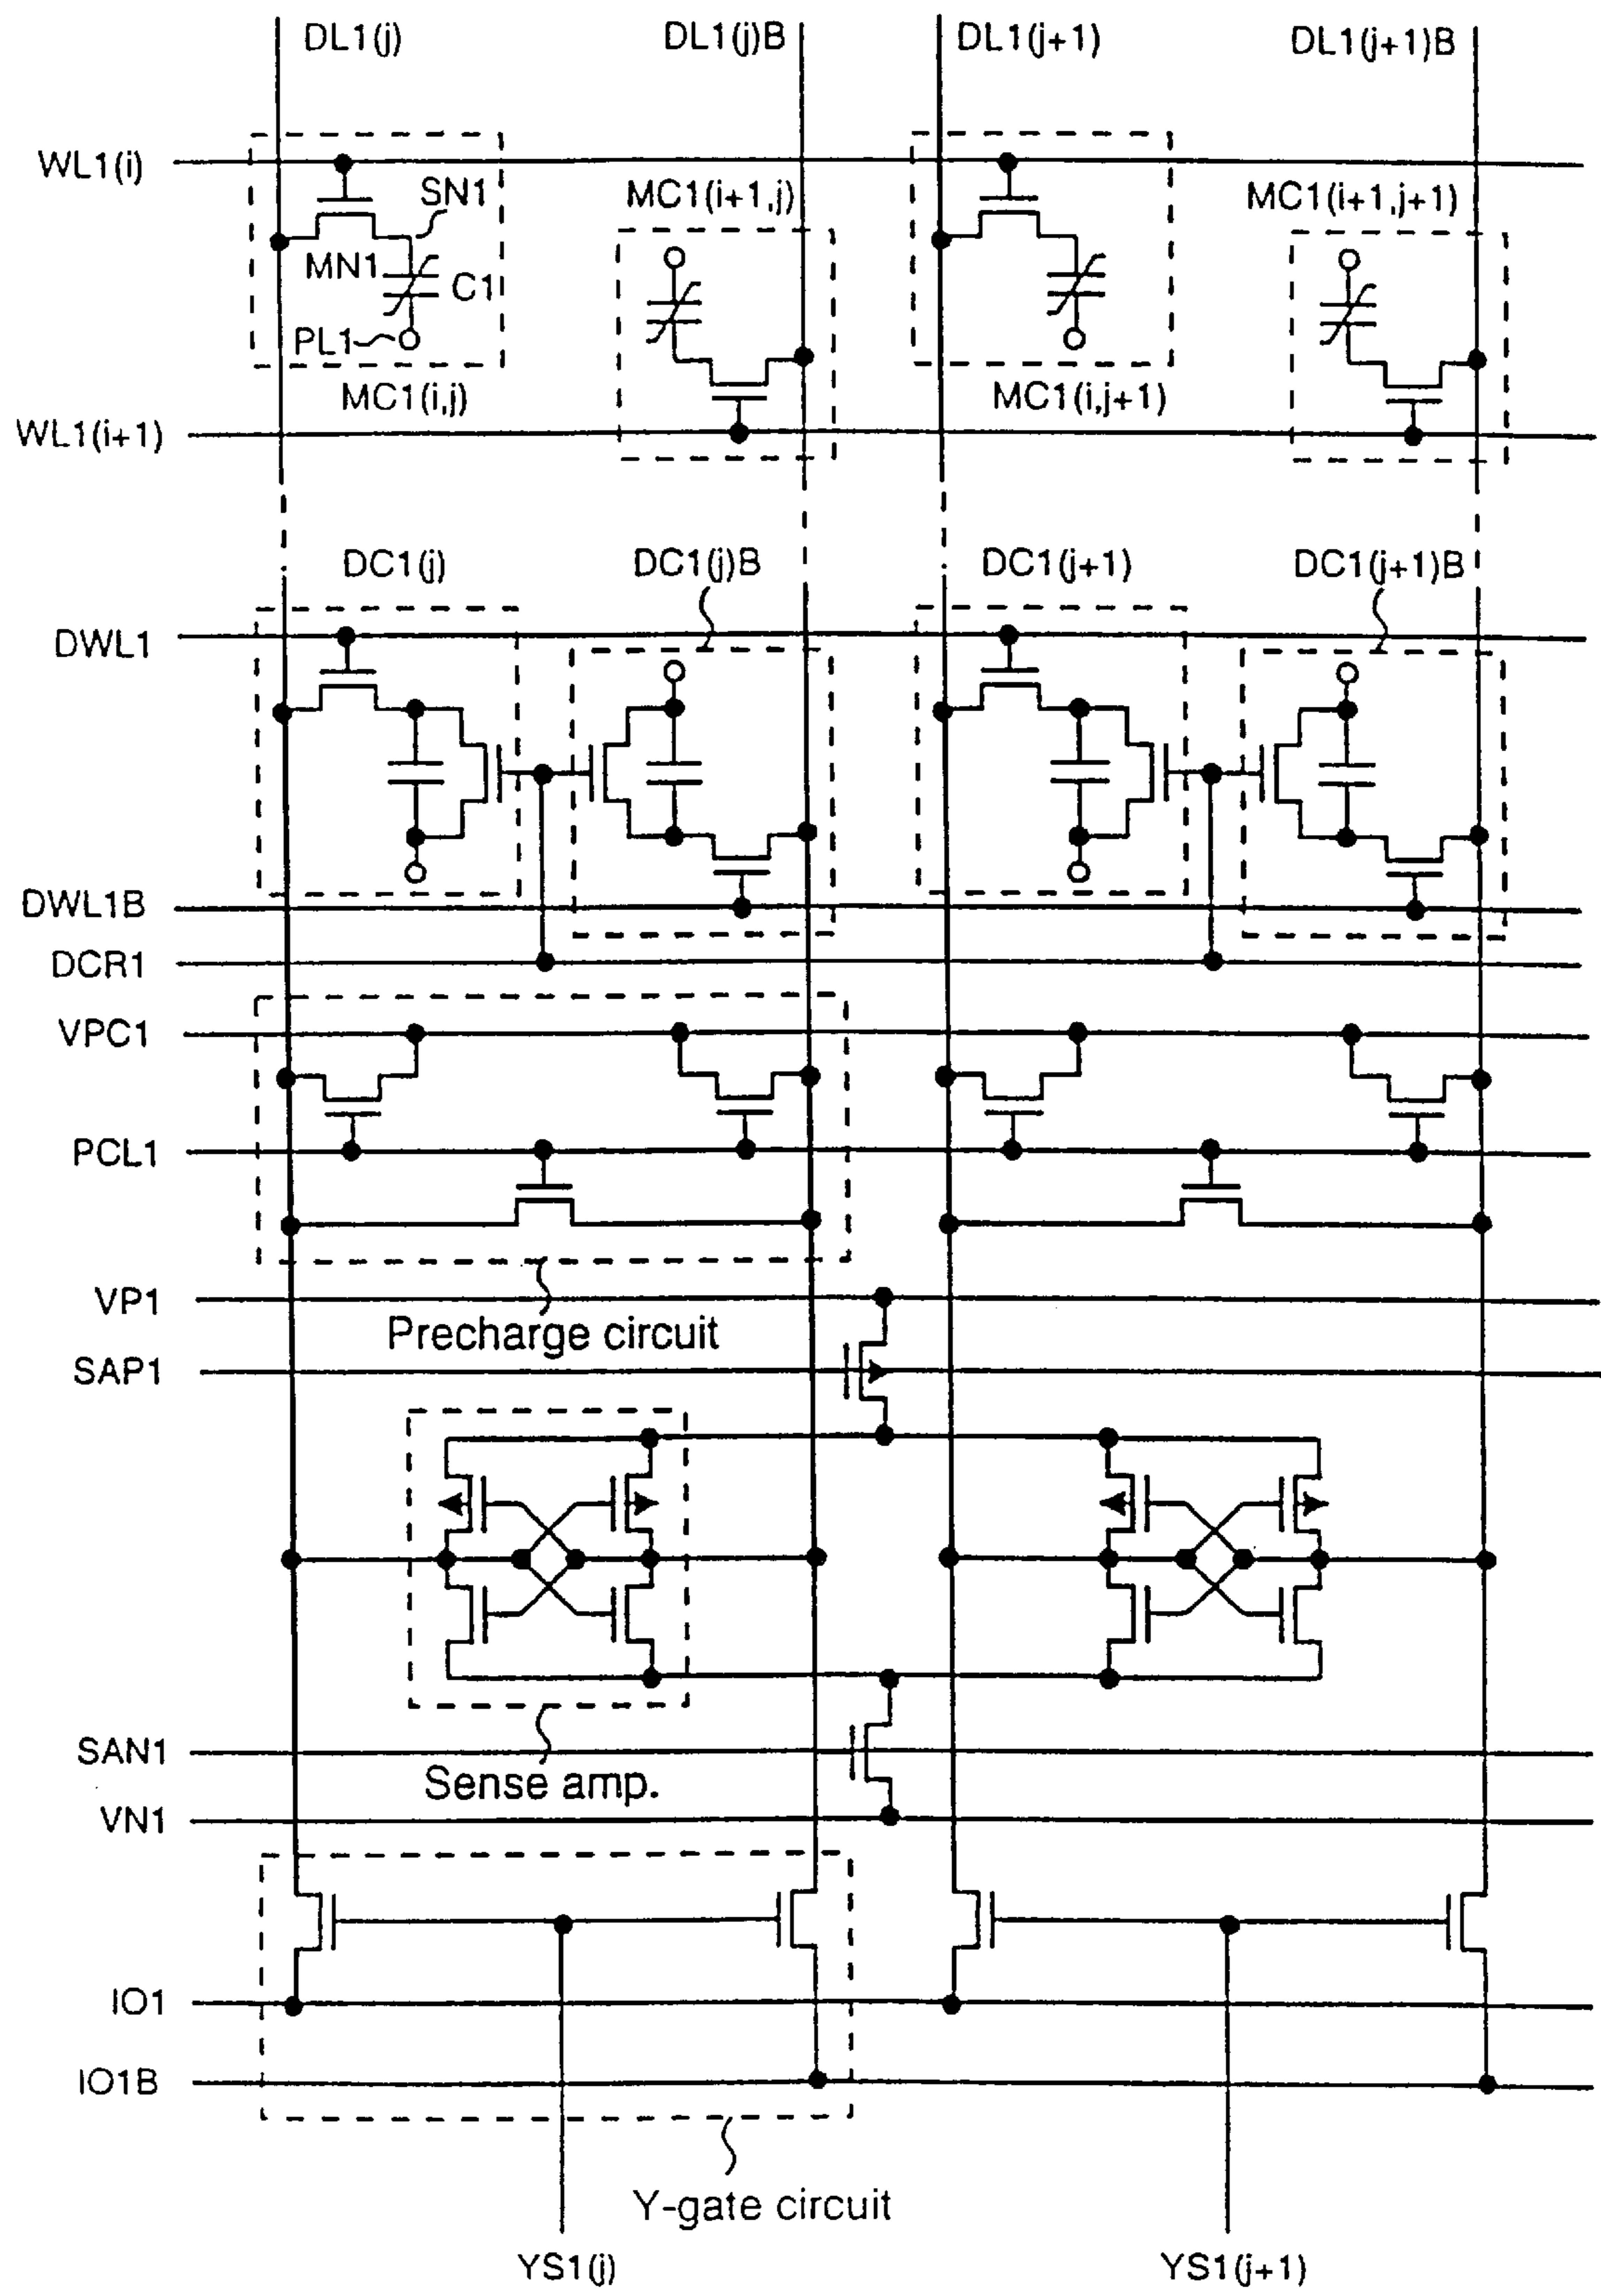 DL1(j) DL1(j)B DL1(j+1) DL1(j+1)B
WL1(i)
SN1 MC1(i+1,j) MC1(i+1,j+1)
MN1 C1
PL1
MC1(i,j) MC1(i,j+1)
WL1(i+1)
DC1(j) DC1(j)B DC1(j+1) DC1(j+1)B
DWL1
DWL1B
DCR1
VPC1
PCL1
VP1
Precharge circuit
SAP1
SAN1
Sense amp.
VN1
IO1
IO1B
Y-gate circuit
YS1(j) YS1(j+1)